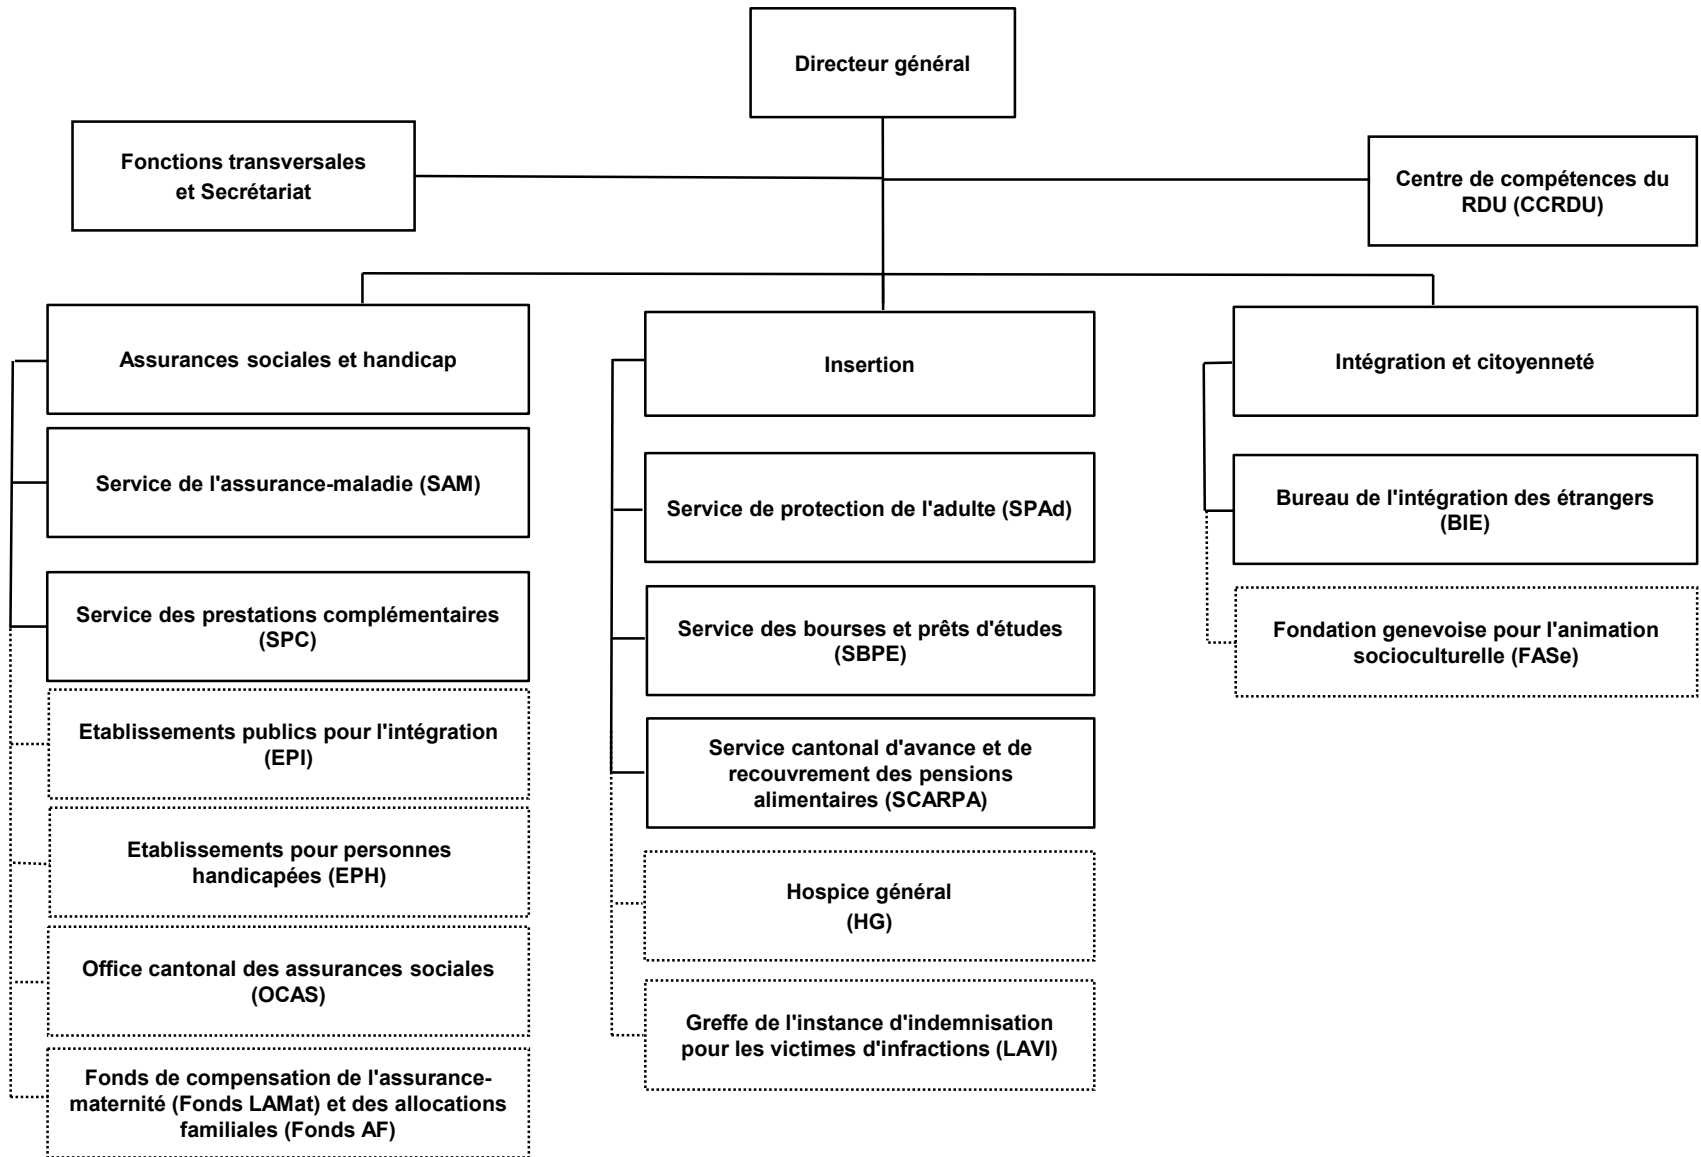 Directeur général
Fonctions transversales
et Secrétariat
Centre de compétences du
RDU (CCRDU)
Assurances sociales et handicap
Service de l'assurance-maladie (SAM)
Service des prestations complémentaires
(SPC)
Etablissements publics pour l'intégration
(EPI)
Etablissements pour personnes
handicapées (EPH)
Office cantonal des assurances sociales
(OCAS)
Fonds de compensation de l'assurance-
maternité (Fonds LAMat) et des allocations
familiales (Fonds AF)
Insertion
Service de protection de l'adulte (SPAd)
Service des bourses et prêts d'études
(SBPE)
Service cantonal d'avance et de
recouvrement des pensions
alimentaires (SCARPA)
Hospice général
(HG)
Greffe de l'instance d'indemnisation
pour les victimes d'infractions (LAVI)
Intégration et citoyenneté
Bureau de l'intégration des étrangers
(BIE)
Fondation genevoise pour l'animation
socioculturelle (FASe)